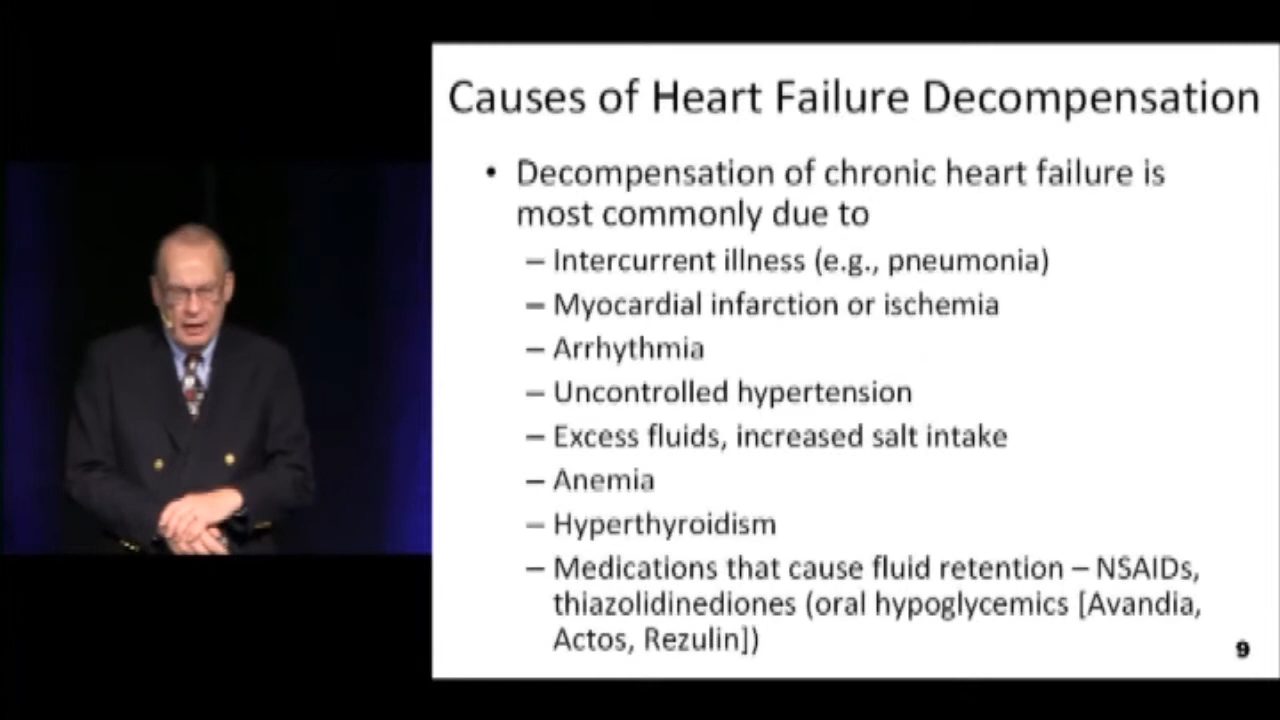 Causes of Heart Failure Decompensation
• Decompensation of chronic heart failure is
most commonly due to
– Intercurrent illness (e.g., pneumonia)
– Myocardial infarction or ischemia
– Arrhythmia
– Uncontrolled hypertension
– Excess fluids, increased salt intake
– Anemia
– Hyperthyroidism
– Medications that cause fluid retention – NSAIDs,
thiazolidinediones (oral hypoglycemics [Avandia,
Actos, Rezulin])
9